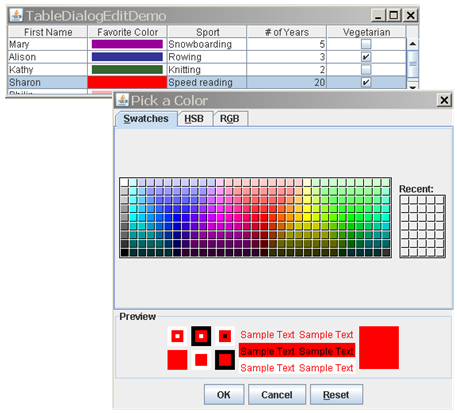 TableDialogEditDemo
First Name Favorite Color Sport # of Years Vegetarian
Mary Snowboarding 5
Alison Rowing 3
Kathy Knitting 2
Sharon Speed reading 20
Pick a Color
Swatches HSB RGB
Recent:
Preview
Sample Text Sample Text
Sample Text Sample Text
Sample Text Sample Text
OK Cancel Reset